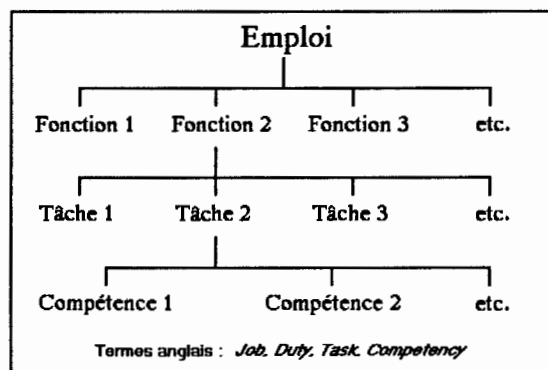 Emploi
Fonction 1 Fonction 2 Fonction 3 etc.
Tâche 1 Tâche 2 Tâche 3 etc.
Compétence 1 Compétence 2 etc.
Termes anglais : Job, Duty, Task, Competency